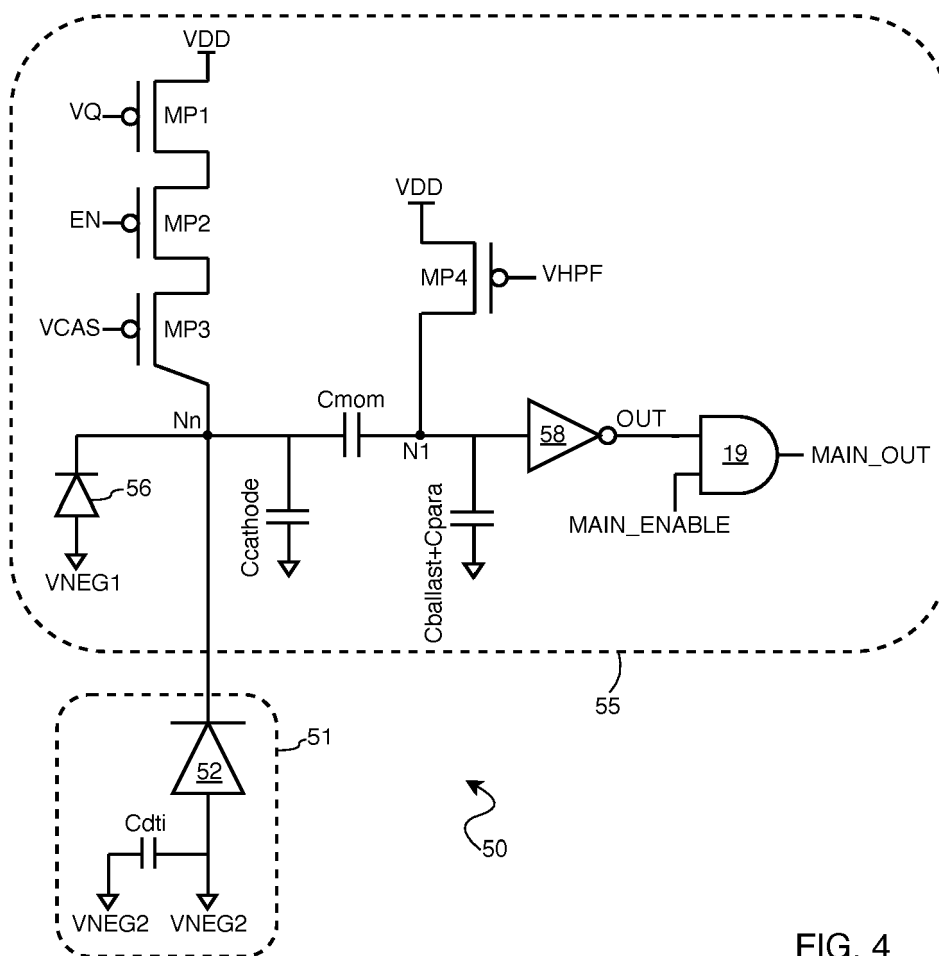 VDD
VQ
MP1
EN
MP2
VDD
MP4
VHPF
VCAS
MP3
Cmom
Nn
N1
58
OUT
19
MAIN_OUT
MAIN_ENABLE
56
VNEG1
Ccathode
Cballast+Cpara
55
51
52
Cdti
50
VNEG2
VNEG2
FIG. 4